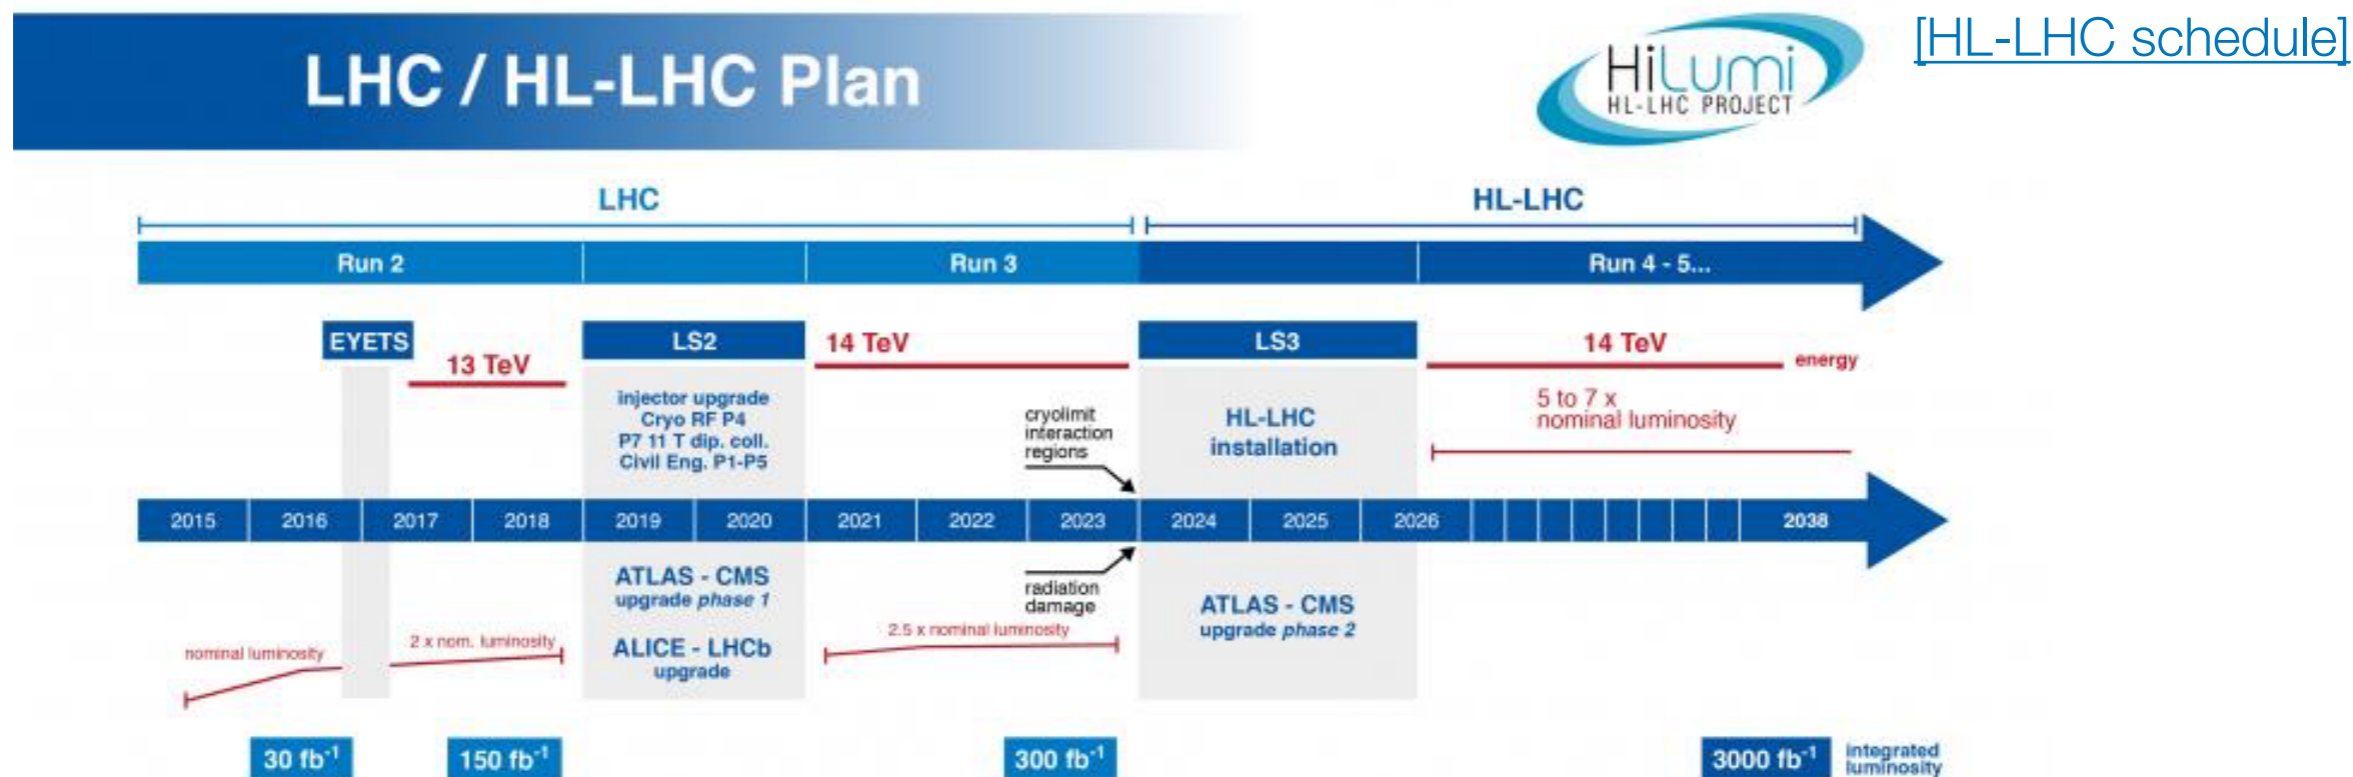 LHC / HL-LHC Plan
HiLumi
HL-LHC PROJECT
[HL-LHC schedule]
LHC
HL-LHC
Run 2
Run 3
Run 4 - 5...
EYETS
13 TeV
LS2
14 TeV
LS3
14 TeV
energy
injector upgrade
Cryo RF P4
P7 11 T dip. coll.
Civil Eng. P1-P5
cryolimit
interaction
regions
HL-LHC
installation
5 to 7 x
nominal luminosity
2015 2016 2017 2018 2019 2020 2021 2022 2023 2024 2025 2026 2038
nominal luminosity
2 x nom. luminosity
ATLAS - CMS
upgrade phase 1
ALICE - LHCb
upgrade
2.5 x nominal luminosity
radiation
damage
ATLAS - CMS
upgrade phase 2
30 fb⁻¹
150 fb⁻¹
300 fb⁻¹
3000 fb⁻¹
integrated
luminosity